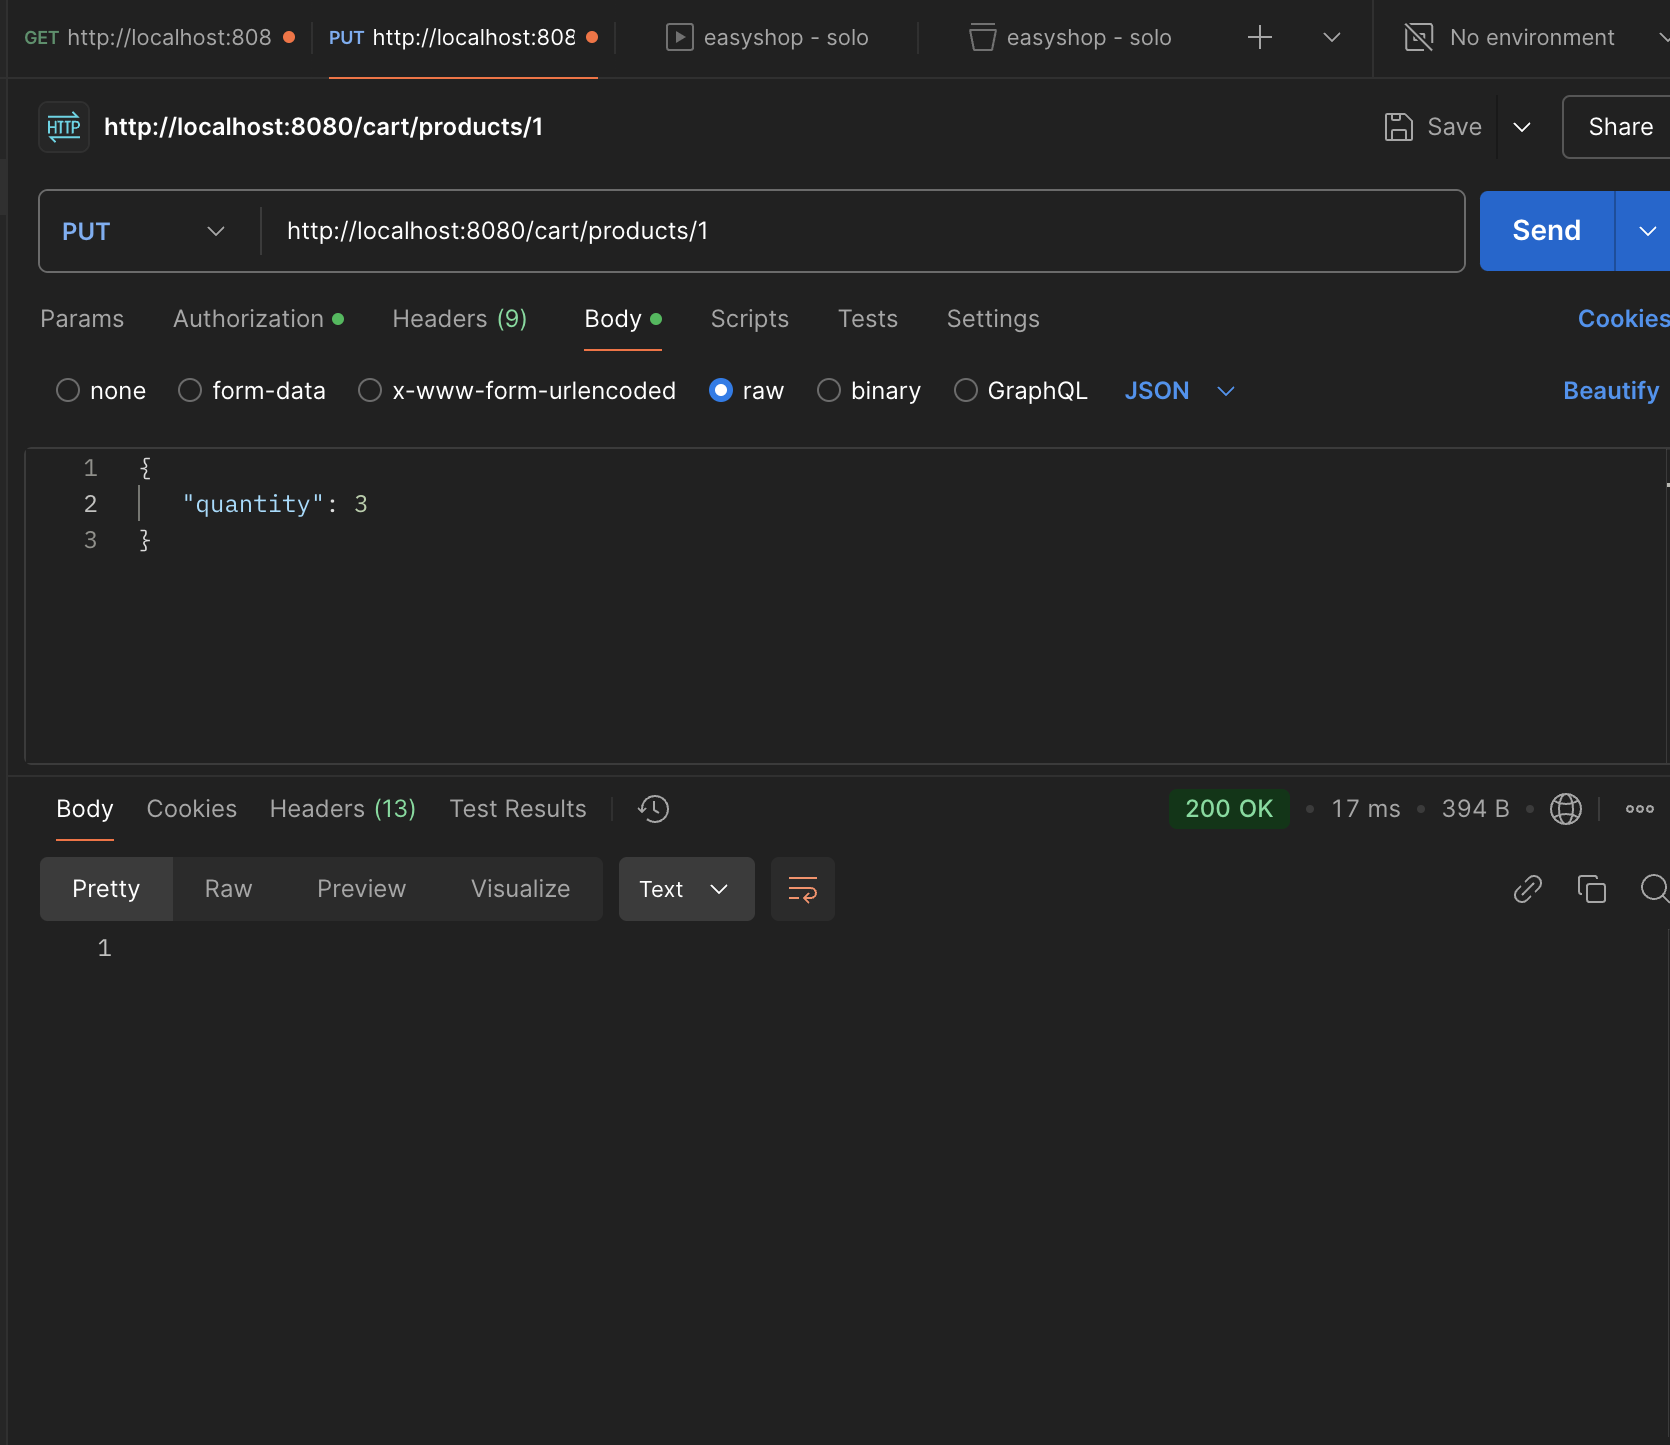 GET http://localhost:808 PUT http://localhost:808 easyshop - solo easyshop - solo No environment
HTTP http://localhost:8080/cart/products/1 Save Share
PUT http://localhost:8080/cart/products/1 Send
Params Authorization Headers (9) Body Scripts Tests Settings Cookies
none form-data x-www-form-urlencoded raw binary GraphQL JSON Beautify
1 {
2 "quantity": 3
3 }
Body Cookies Headers (13) Test Results 200 OK • 17 ms • 394 B •
Pretty Raw Preview Visualize Text
1